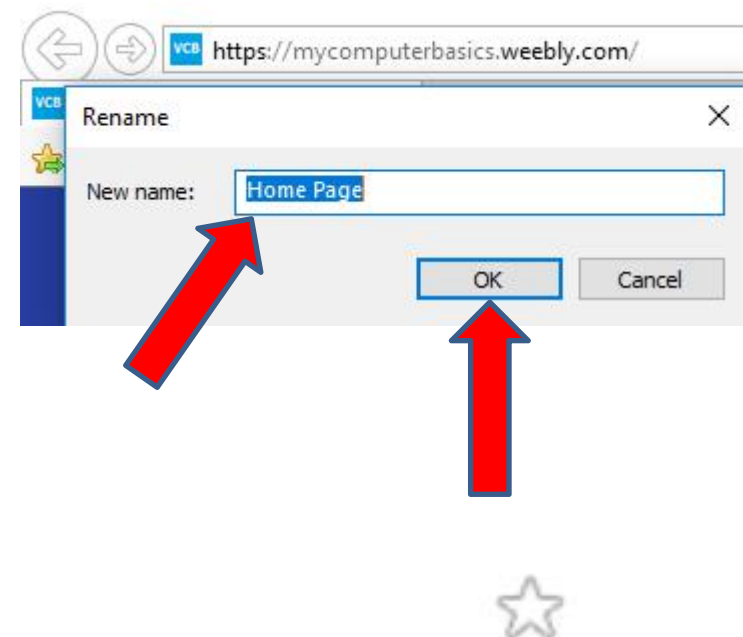 VCB https://mycomputerbasics.weebly.com/
VCB
Rename
New name: Home Page
OK Cancel